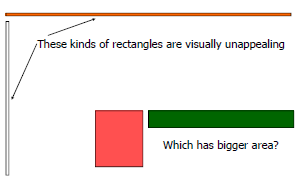 These kinds of rectangles are visually unappealing
Which has bigger area?